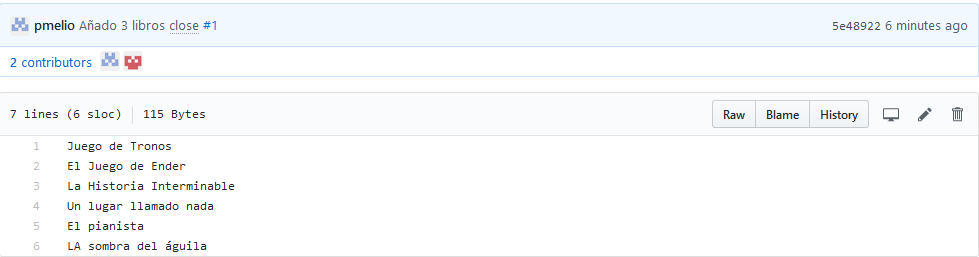 pmelio Añado 3 libros close #1 5e48922 6 minutes ago
2 contributors
7 lines (6 sloc) 115 Bytes Raw Blame History
1 Juego de Tronos
2 El Juego de Ender
3 La Historia Interminable
4 Un lugar llamado nada
5 El pianista
6 LA sombra del águila